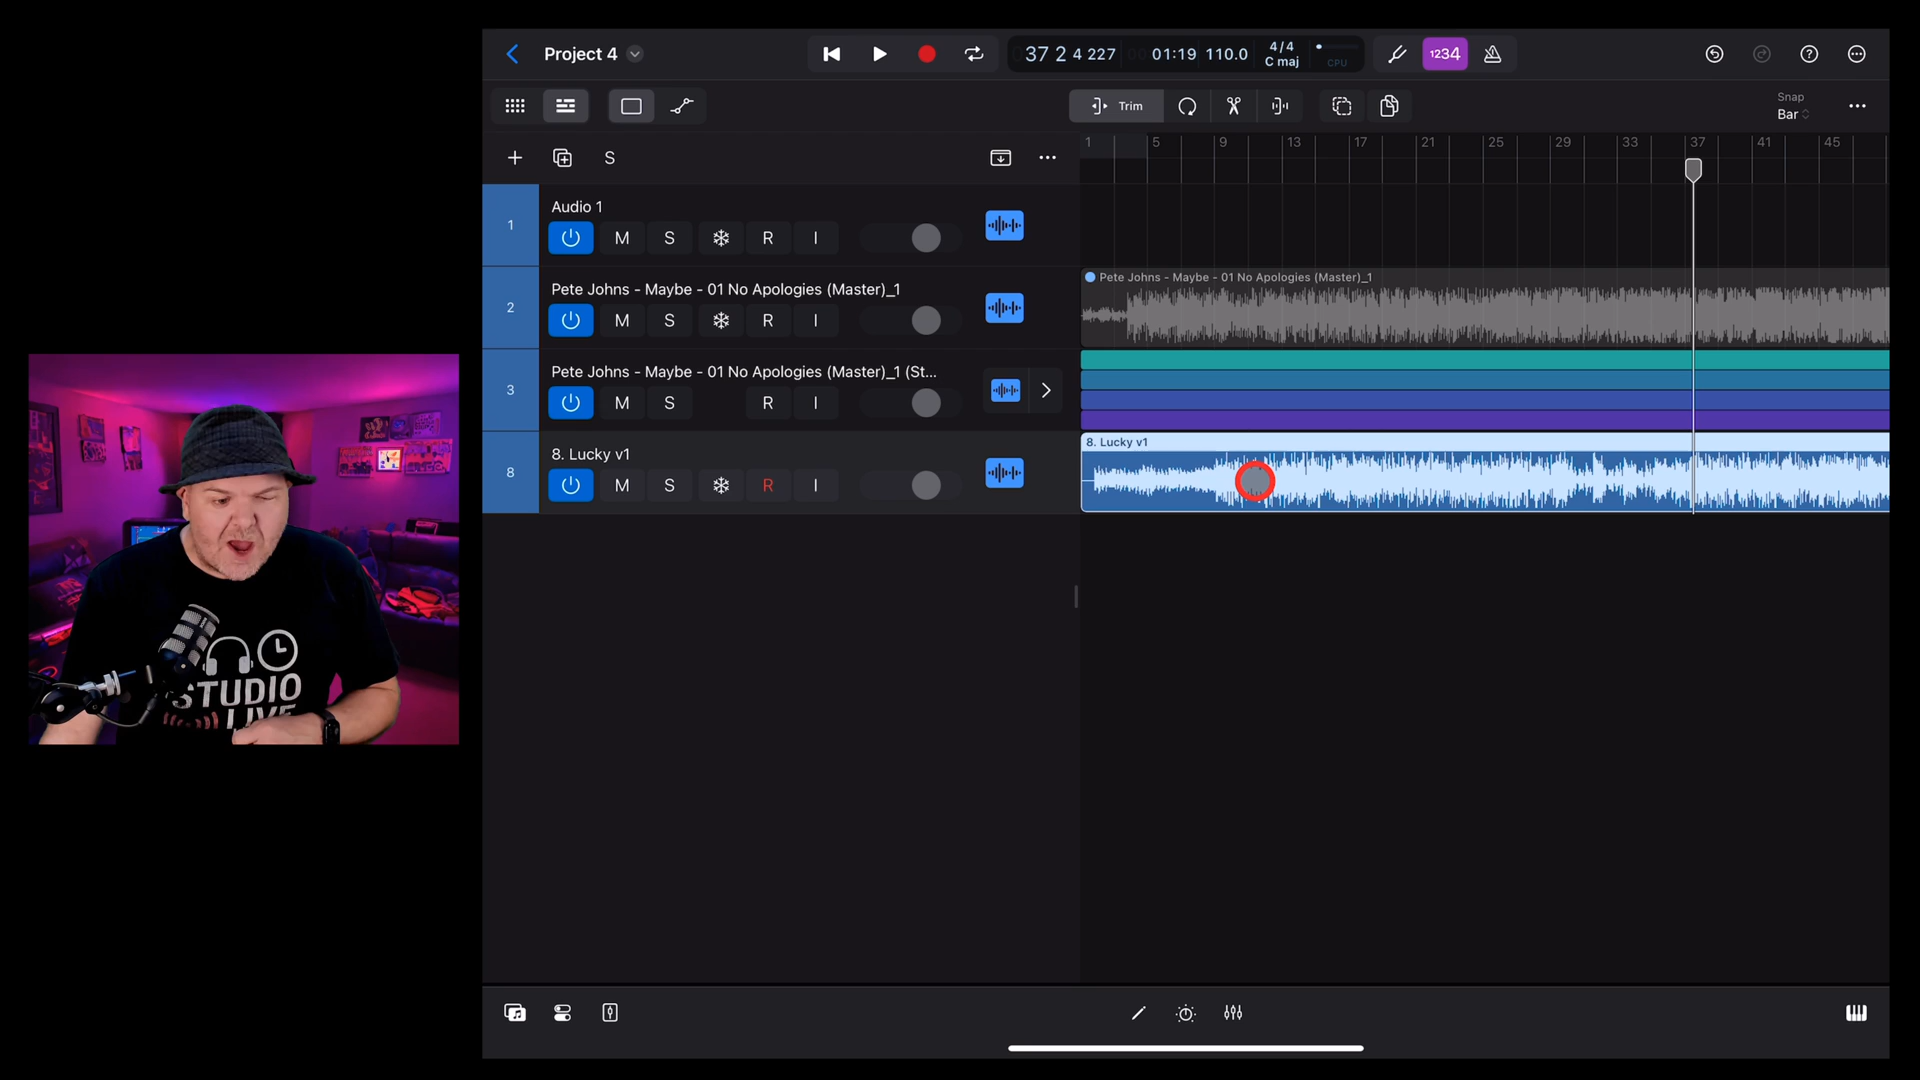 Project 4
37 2 4 227
01:19
110.0
4/4
C maj
CPU
1234
Trim
Snap
Bar
S
1
5
9
13
17
21
25
29
33
37
41
45
1
Audio 1
M S R I
2
Pete Johns - Maybe - 01 No Apologies (Master)_1
M S R I
Pete Johns - Maybe - 01 No Apologies (Master)_1
3
Pete Johns - Maybe - 01 No Apologies (Master)_1 (St...
M S R I
8
8. Lucky v1
M S R I
8. Lucky v1
STUDIO
LIVE